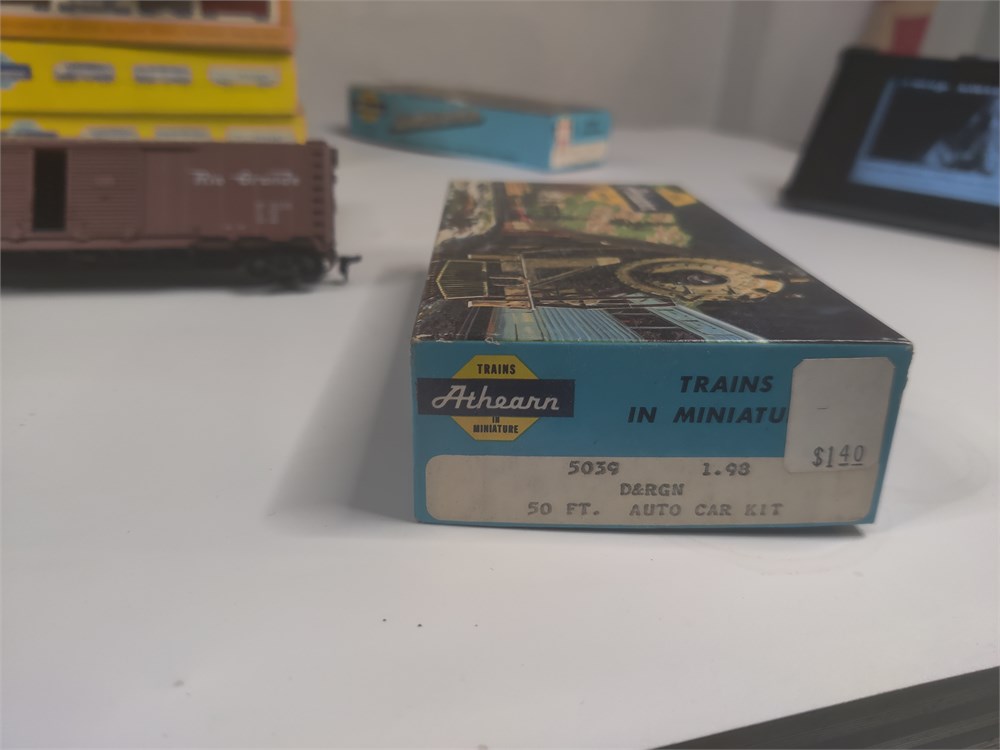 Rio Grande
TRAINS
Athearn
IN
MINIATURE
TRAINS
IN MINIATU
$1.40
5039 1.98
D&RGN
50 FT. AUTO CAR KIT